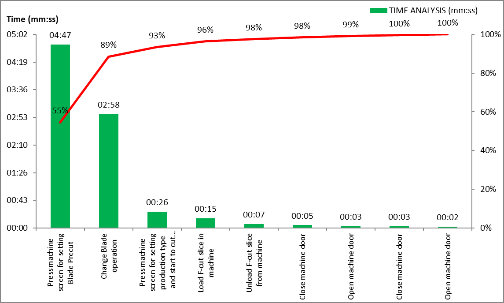 TIME ANALYSIS (mm:ss)
Time (mm:ss)
05:02
04:19
03:36
02:53
02:10
01:26
00:43
00:00
04:47
02:58
00:26
00:15
00:07
00:05
00:03
00:03
00:02
55%
89%
93%
96%
98%
98%
99%
100%
100%
100%
80%
60%
40%
20%
0%
Press machine
screen for setting
Blade Precut
Change Blade
operation
Press machine
screen for setting
production type
and start to cut...
Load F-cut slice in
machine
Unload F-cut slice
from machine
Close machine door
Open machine door
Close machine door
Open machine door